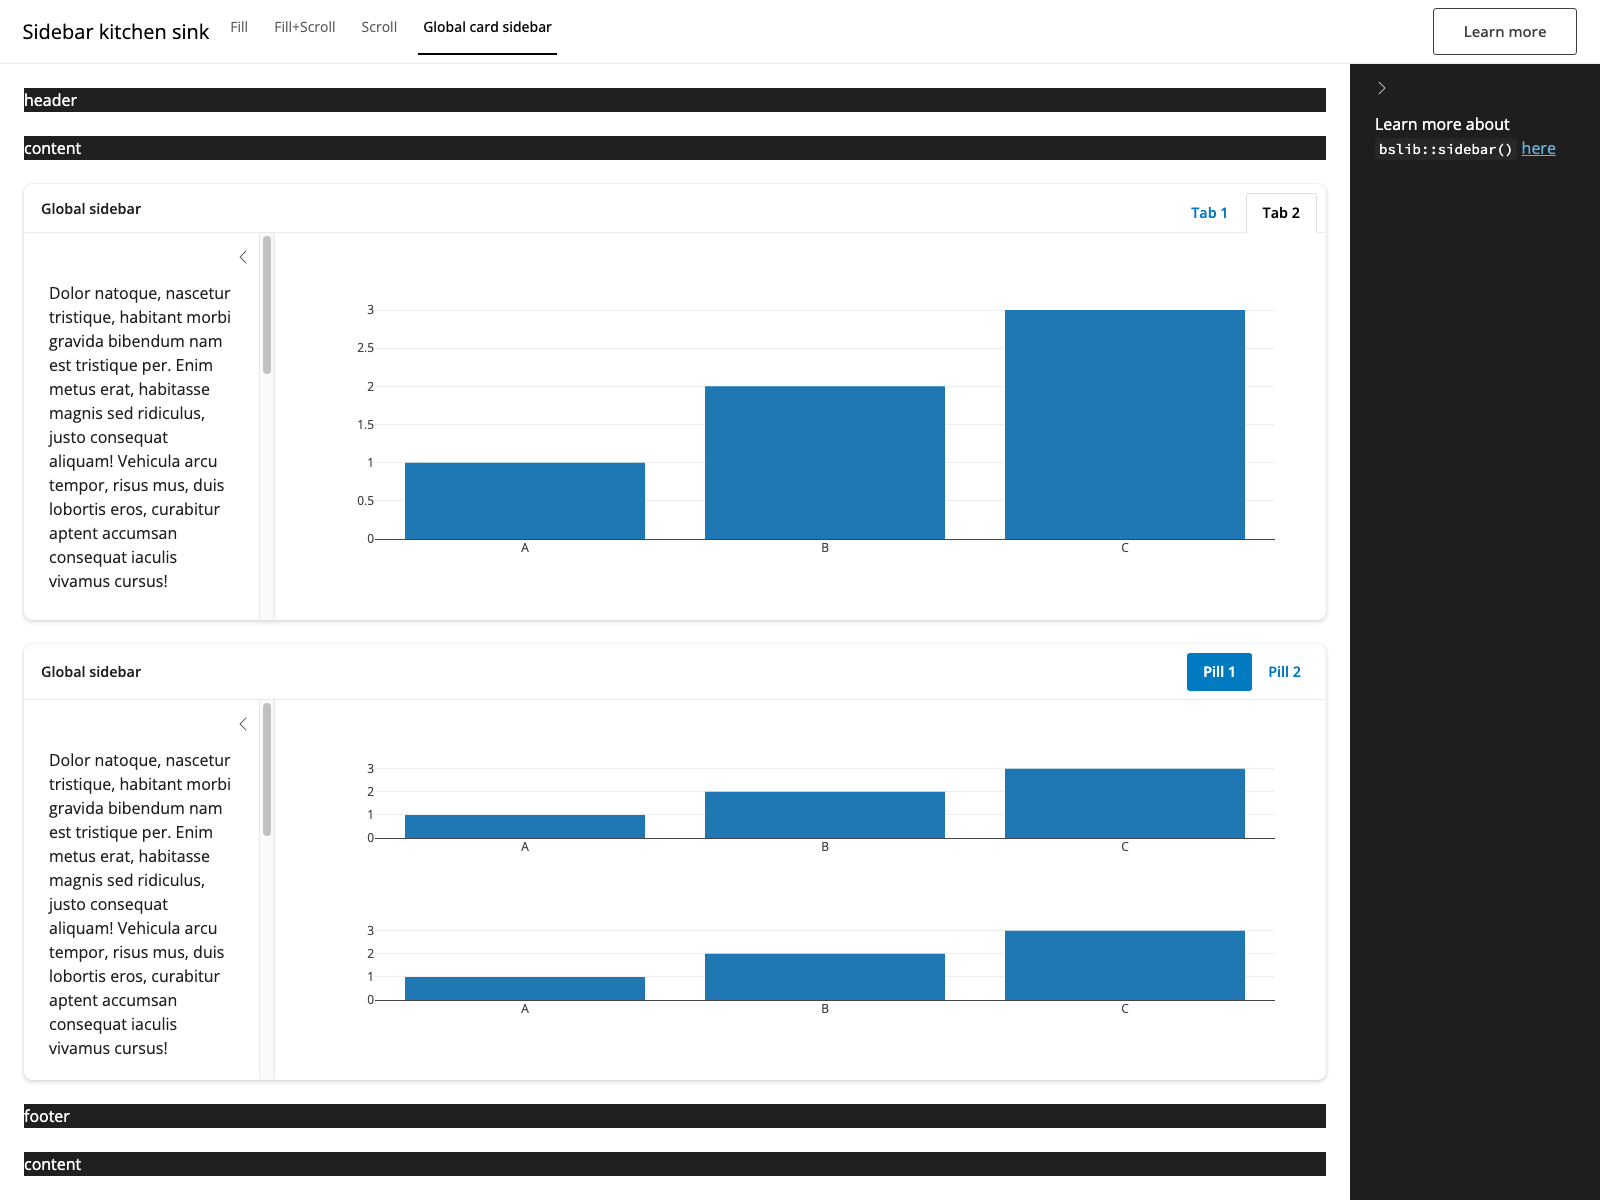 Sidebar kitchen sink
Fill
Fill+Scroll
Scroll
Global card sidebar
Learn more
header
content
Learn more about
bslib::sidebar() here
Global sidebar
Tab 1
Tab 2
Dolor natoque, nascetur
tristique, habitant morbi
gravida bibendum nam
est tristique per. Enim
metus erat, habitasse
magnis sed ridiculus,
justo consequat
aliquam! Vehicula arcu
tempor, risus mus, duis
lobortis eros, curabitur
aptent accumsan
consequat iaculis
vivamus cursus!
3
2.5
2
1.5
1
0.5
0
A
B
C
Global sidebar
Pill 1
Pill 2
Dolor natoque, nascetur
tristique, habitant morbi
gravida bibendum nam
est tristique per. Enim
metus erat, habitasse
magnis sed ridiculus,
justo consequat
aliquam! Vehicula arcu
tempor, risus mus, duis
lobortis eros, curabitur
aptent accumsan
consequat iaculis
vivamus cursus!
3
2
1
0
A
B
C
3
2
1
0
A
B
C
footer
content